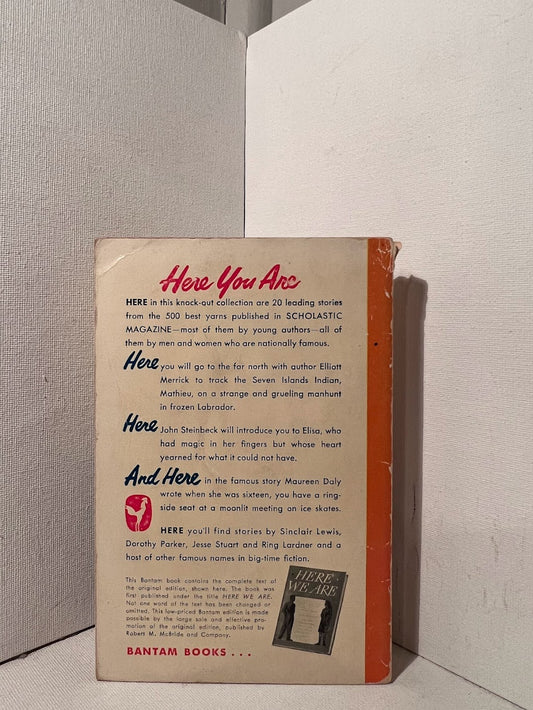 Here You Are
HERE in this knock-out collection are 20 leading stories
from the 500 best yarns published in SCHOLASTIC
MAGAZINE—most of them by young authors—all of
them by men and women who are nationally famous.
Here you will go to the far north with author Elliott
Merrick to track the Seven Islands Indian,
Mathieu, on a strange and grueling manhunt
in frozen Labrador.
Here John Steinbeck will introduce you to Elisa, who
had magic in her fingers but whose heart
yearned for what it could not have.
And Here in the famous story Maureen Daly
wrote when she was sixteen, you have a ring-
side seat at a moonlit meeting on ice skates.
HERE you'll find stories by Sinclair Lewis,
Dorothy Parker, Jesse Stuart and Ring Lardner and a
host of other famous names in big-time fiction.
This Bantam book contains the complete text of
the original edition, shown here. The book was
first published under the title HERE WE ARE.
Not one word of the text has been changed or
omitted. This low-priced Bantam edition is made
possible by the large sale and effective pro-
motion of the original edition, published by
Robert M. McBride and Company.
BANTAM BOOKS . . .
HERE
WE ARE